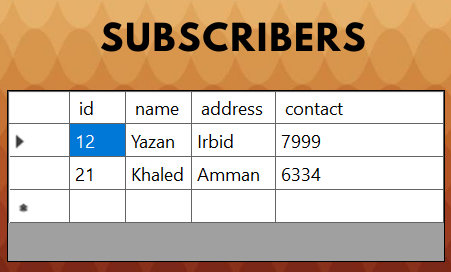 SUBSCRIBERS
id name address contact
12 Yazan Irbid 7999
21 Khaled Amman 6334